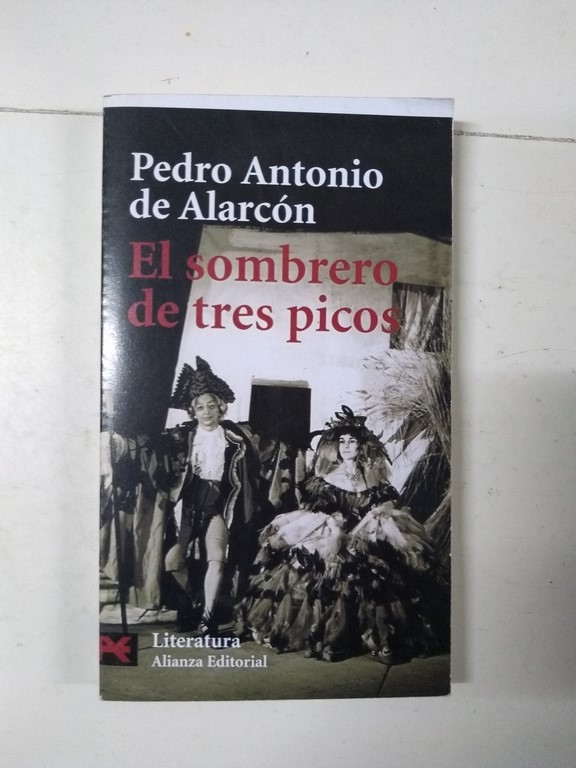 Pedro Antonio
de Alarcón
El sombrero
de tres picos
Literatura
Alianza Editorial